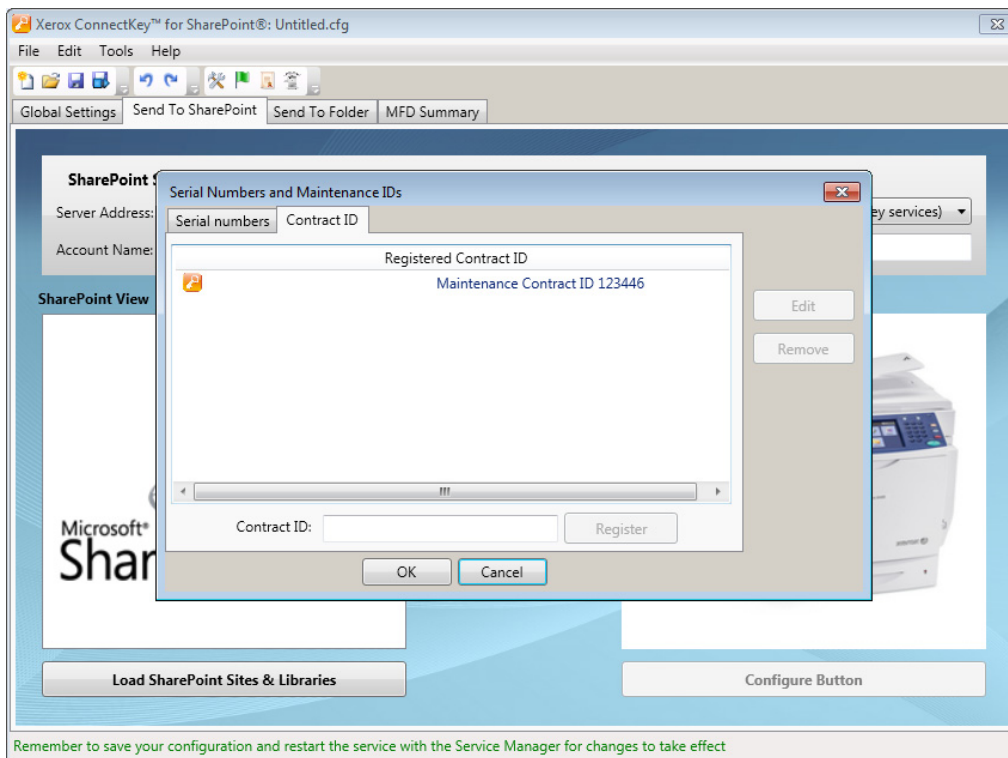 Xerox ConnectKey™ for SharePoint®: Untitled.cfg
File Edit Tools Help
Global Settings Send To SharePoint Send To Folder MFD Summary
SharePoint
Serial Numbers and Maintenance IDs
Server Address:
Serial numbers Contract ID
services)
Account Name:
Registered Contract ID
Maintenance Contract ID 123446
SharePoint View
Edit
Remove
Contract ID: Register
Microsoft®
Shar
OK Cancel
Load SharePoint Sites & Libraries Configure Button
Remember to save your configuration and restart the service with the Service Manager for changes to take effect